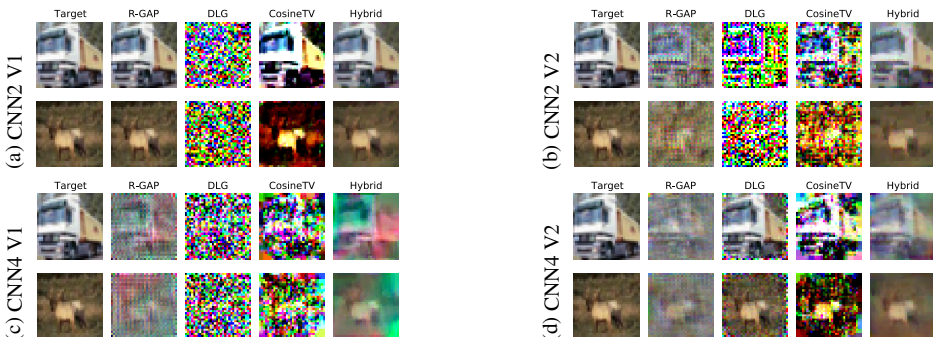 Target R-GAP DLG CosineTV Hybrid
(a) CNN2 V1
Target R-GAP DLG CosineTV Hybrid
(b) CNN2 V2
Target R-GAP DLG CosineTV Hybrid
(c) CNN4 V1
Target R-GAP DLG CosineTV Hybrid
(d) CNN4 V2